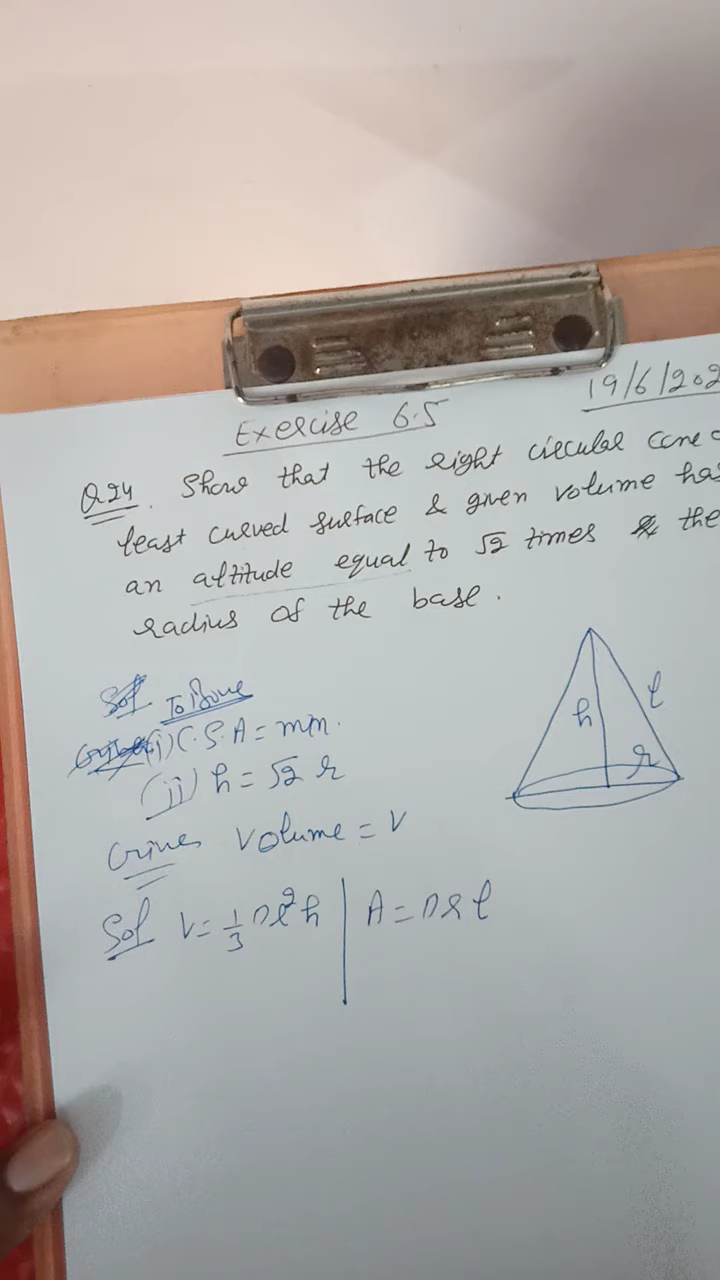 Exercise 6.5
19/6/202
Q24. Show that the right circular cone o
least curved surface & given volume has
an altitude equal to √2 times the
radius of the base.
Sol To Prove
(i) C.S.A = min.
(ii) h = √2 r
Given Volume = V
Sol V = 1/3 πr²h | A = πrl
h
l
r